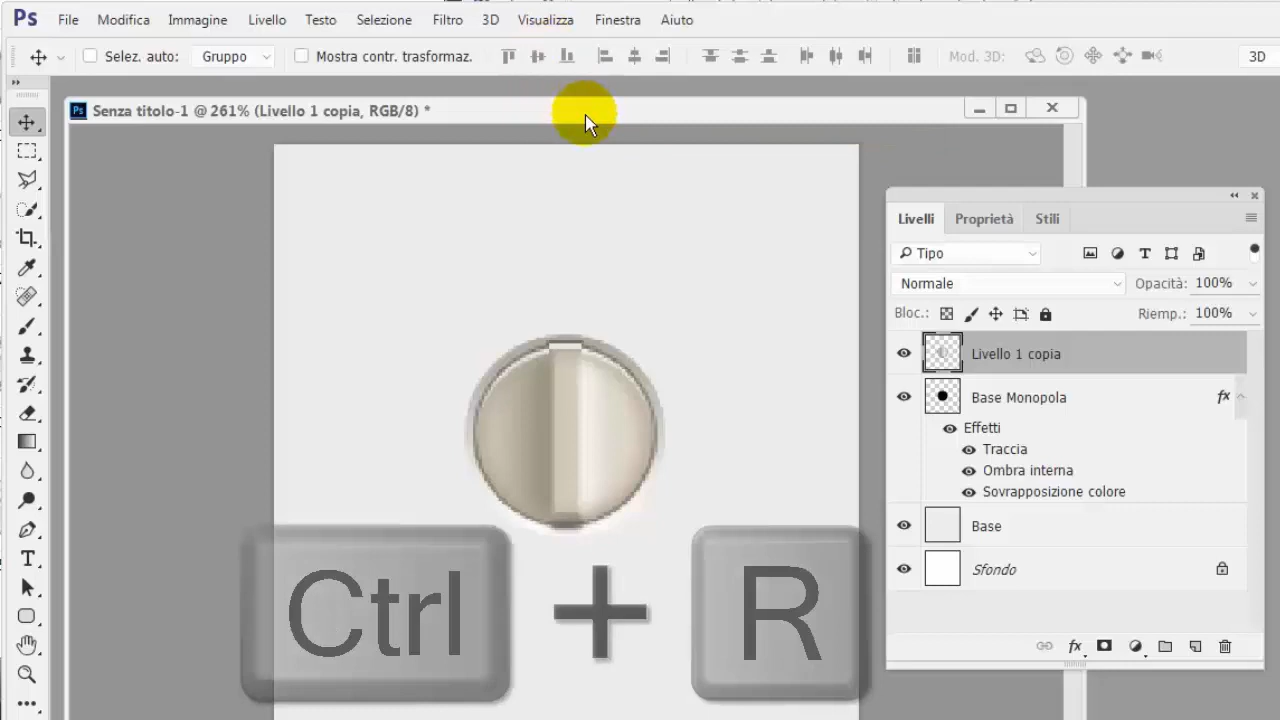 Ps File Modifica Immagine Livello Testo Selezione Filtro 3D Visualizza Finestra Aiuto
Selez. auto: Gruppo Mostra contr. trasformaz. Mod. 3D: 3D
Ps Senza titolo-1 @ 261% (Livello 1 copia, RGB/8) *
Livelli Proprietà Stili
Tipo
Normale Opacità: 100%
Bloc.: Riemp.: 100%
Livello 1 copia
Base Monopola fx
Effetti
Traccia
Ombra interna
Sovrapposizione colore
Base
Sfondo
fx
Ctrl + R